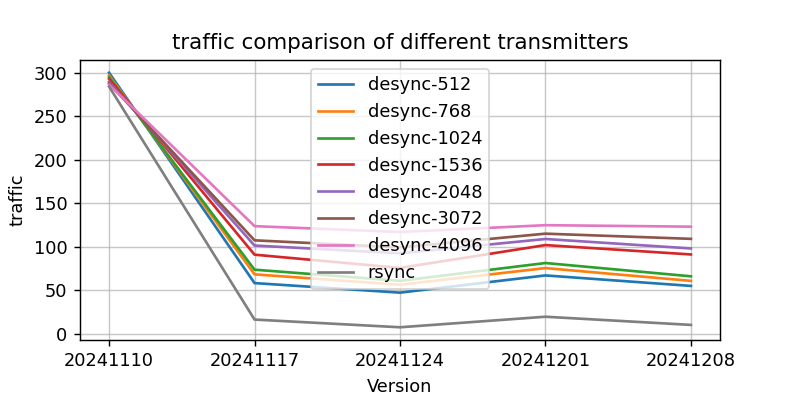 traffic comparison of different transmitters
300
250
200
150
100
50
0
traffic
desync-512
desync-768
desync-1024
desync-1536
desync-2048
desync-3072
desync-4096
rsync
20241110 20241117 20241124 20241201 20241208
Version